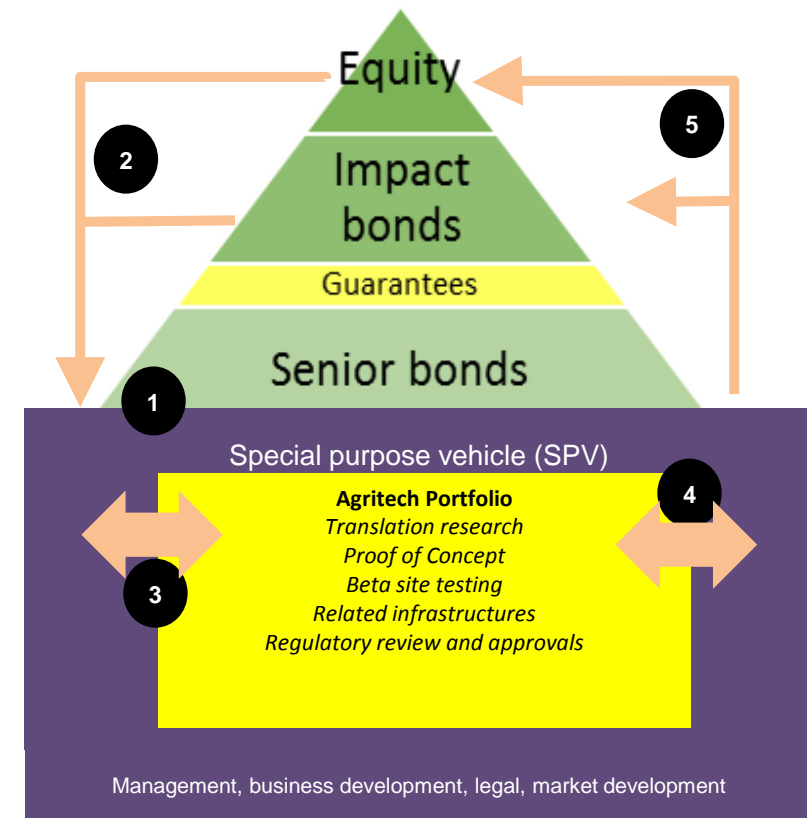 Equity
2
5
Impact
bonds
Guarantees
Senior bonds
1
Special purpose vehicle (SPV)
4
Agritech Portfolio
Translation research
Proof of Concept
Beta site testing
3
Related infrastructures
Regulatory review and approvals
Management, business development, legal, market development